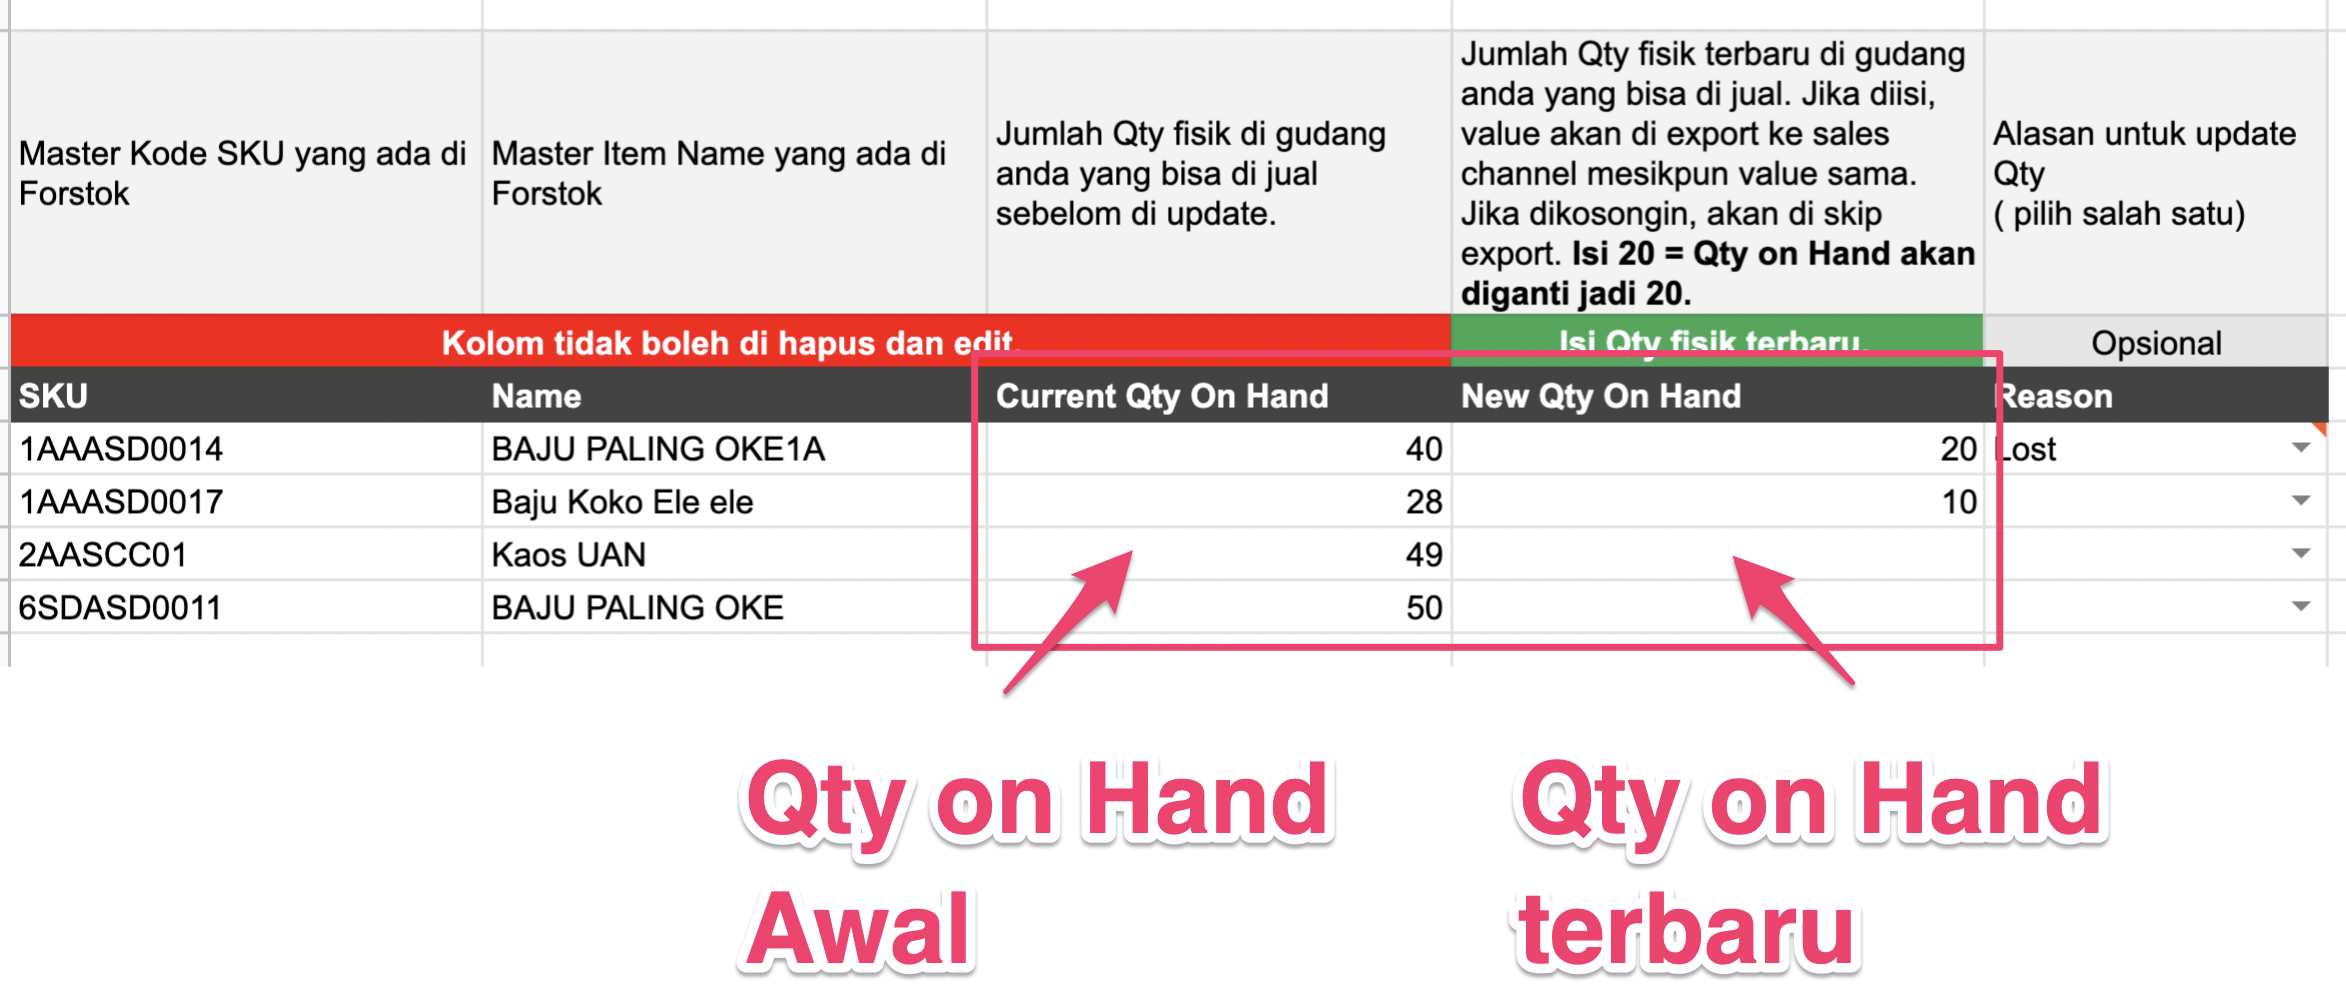 Master Kode SKU yang ada di
Forstok
Master Item Name yang ada di
Forstok
Jumlah Qty fisik di gudang
anda yang bisa di jual
sebelom di update.
Jumlah Qty fisik terbaru di gudang
anda yang bisa di jual. Jika diisi,
value akan di export ke sales
channel mesikpun value sama.
Jika dikosongin, akan di skip
export. Isi 20 = Qty on Hand akan
diganti jadi 20.
Alasan untuk update
Qty
( pilih salah satu)
Kolom tidak boleh di hapus dan edit.
Isi Qty fisik terbaru.
Opsional
SKU Name Current Qty On Hand New Qty On Hand Reason
1AAASD0014 BAJU PALING OKE1A 40 20 Lost
1AAASD0017 Baju Koko Ele ele 28 10
2AASCC01 Kaos UAN 49
6SDASD0011 BAJU PALING OKE 50
Qty on Hand
Awal
Qty on Hand
terbaru